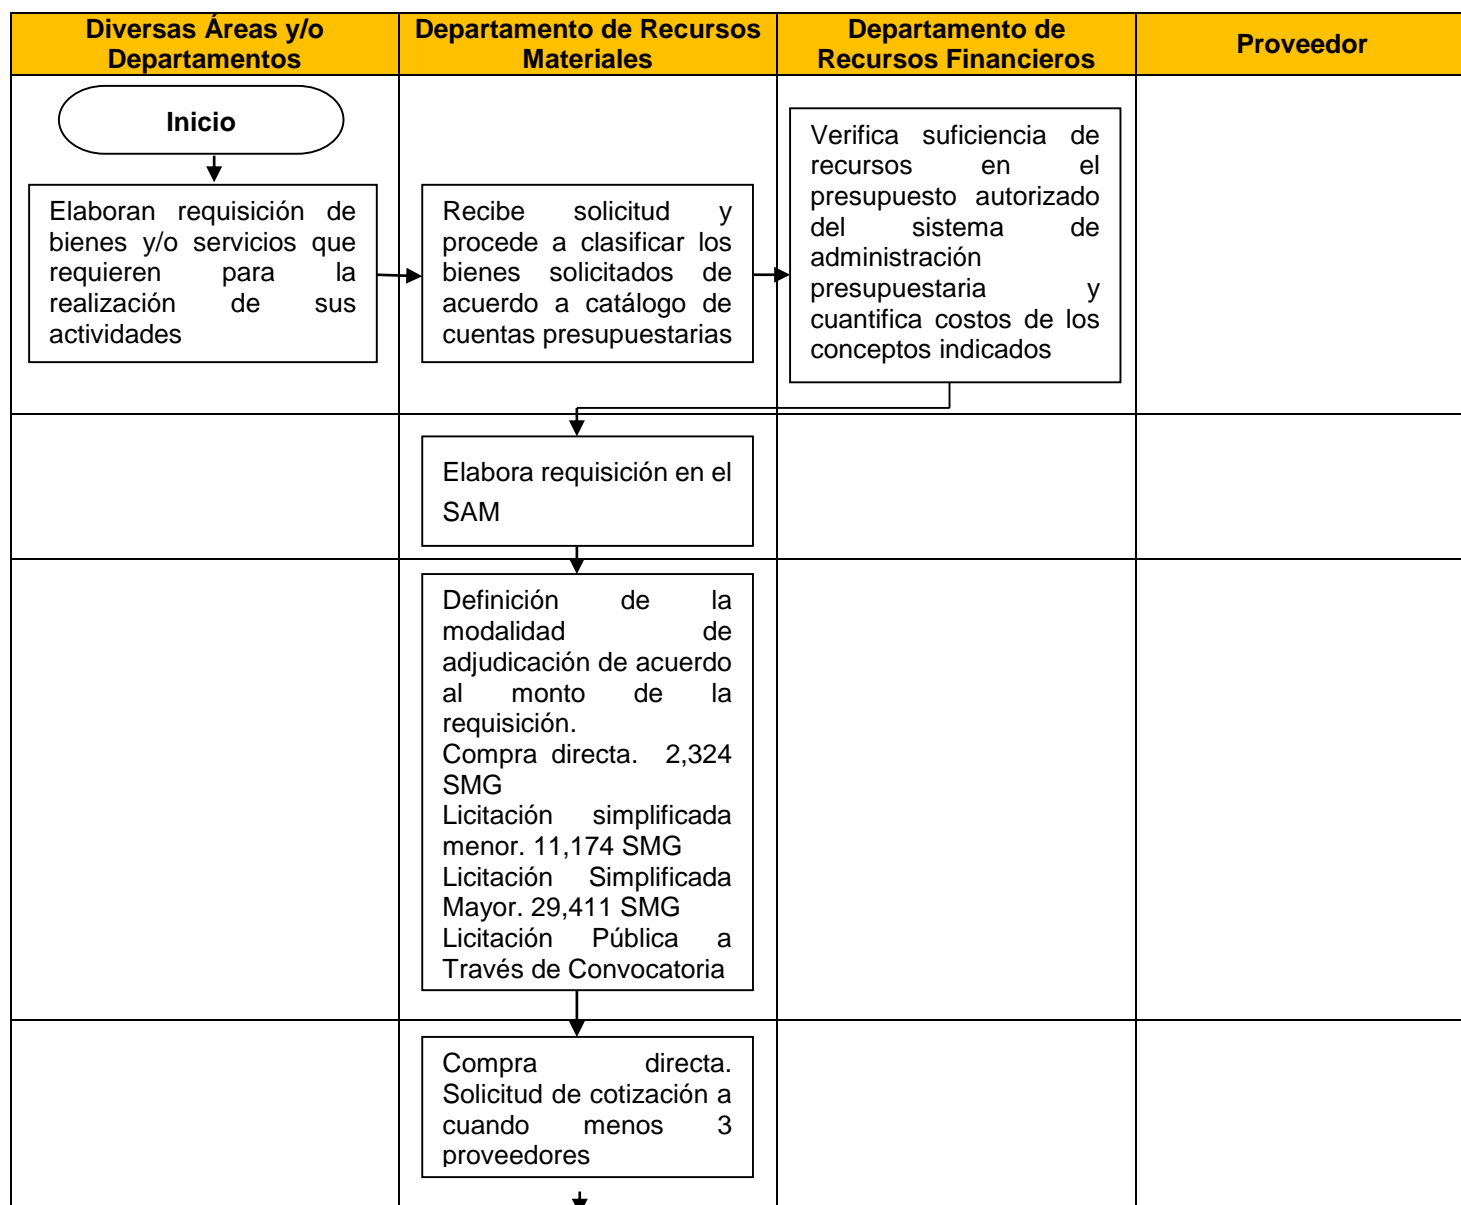 Diversas Áreas y/o
Departamentos
Departamento de Recursos
Materiales
Departamento de
Recursos Financieros
Proveedor
Inicio
Elaboran requisición de
bienes y/o servicios que
requieren para la
realización de sus
actividades
Recibe solicitud y
procede a clasificar los
bienes solicitados de
acuerdo a catálogo de
cuentas presupuestarias
Verifica suficiencia de
recursos en el
presupuesto autorizado
del sistema de
administración
presupuestaria y
cuantifica costos de los
conceptos indicados
Elabora requisición en el
SAM
Definición de la
modalidad de
adjudicación de acuerdo
al monto de la
requisición.
Compra directa. 2,324
SMG
Licitación simplificada
menor. 11,174 SMG
Licitación Simplificada
Mayor. 29,411 SMG
Licitación Pública a
Través de Convocatoria
Compra directa.
Solicitud de cotización a
cuando menos 3
proveedores